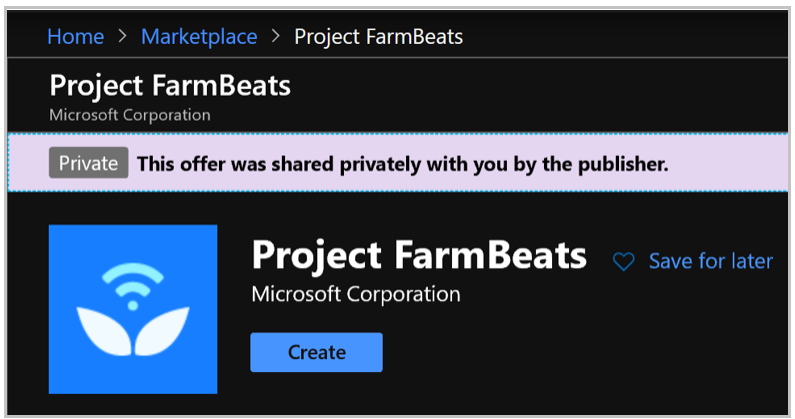 Home > Marketplace > Project FarmBeats
Project FarmBeats
Microsoft Corporation
Private This offer was shared privately with you by the publisher.
Project FarmBeats Save for later
Microsoft Corporation
Create